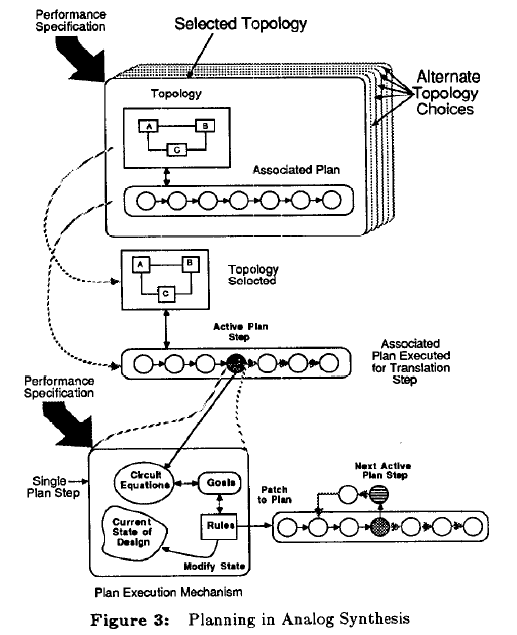 Performance
Specification
Selected Topology
Alternate
Topology
Choices
Topology
A
B
C
Associated Plan
A
B
C
Topology
Selected
Active Plan
Step
Associated
Plan Executed
for Translation
Step
Performance
Specification
Single
Plan Step
Circuit
Equations
Goals
Current
State of
Design
Rules
Modify State
Patch
to Plan
Next Active
Plan Step
Plan Execution Mechanism
Figure 3: Planning in Analog Synthesis